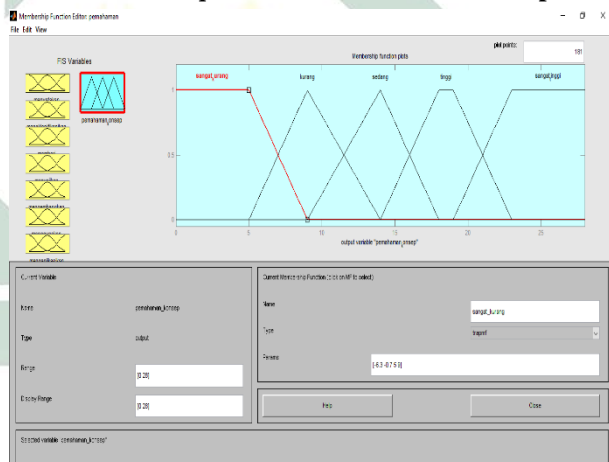 Membership Function Editor: pemahaman
File Edit View
FIS Variables
Membership function plots
plot points:
181
sangat_kurang
kurang
sedang
tinggi
sangat_tinggi
pemahaman_konsep
1
0.5
0
0
5
10
15
20
25
output variable "pemahaman_konsep"
Current Variable
Name
pemahaman_konsep
Type
output
Range
[0 28]
Display Range
[0 28]
Current Membership Function (click on MF to select)
Name
sangat_kurang
Type
trapmf
Params
Help
Close
Selected variable "pemahaman_konsep"